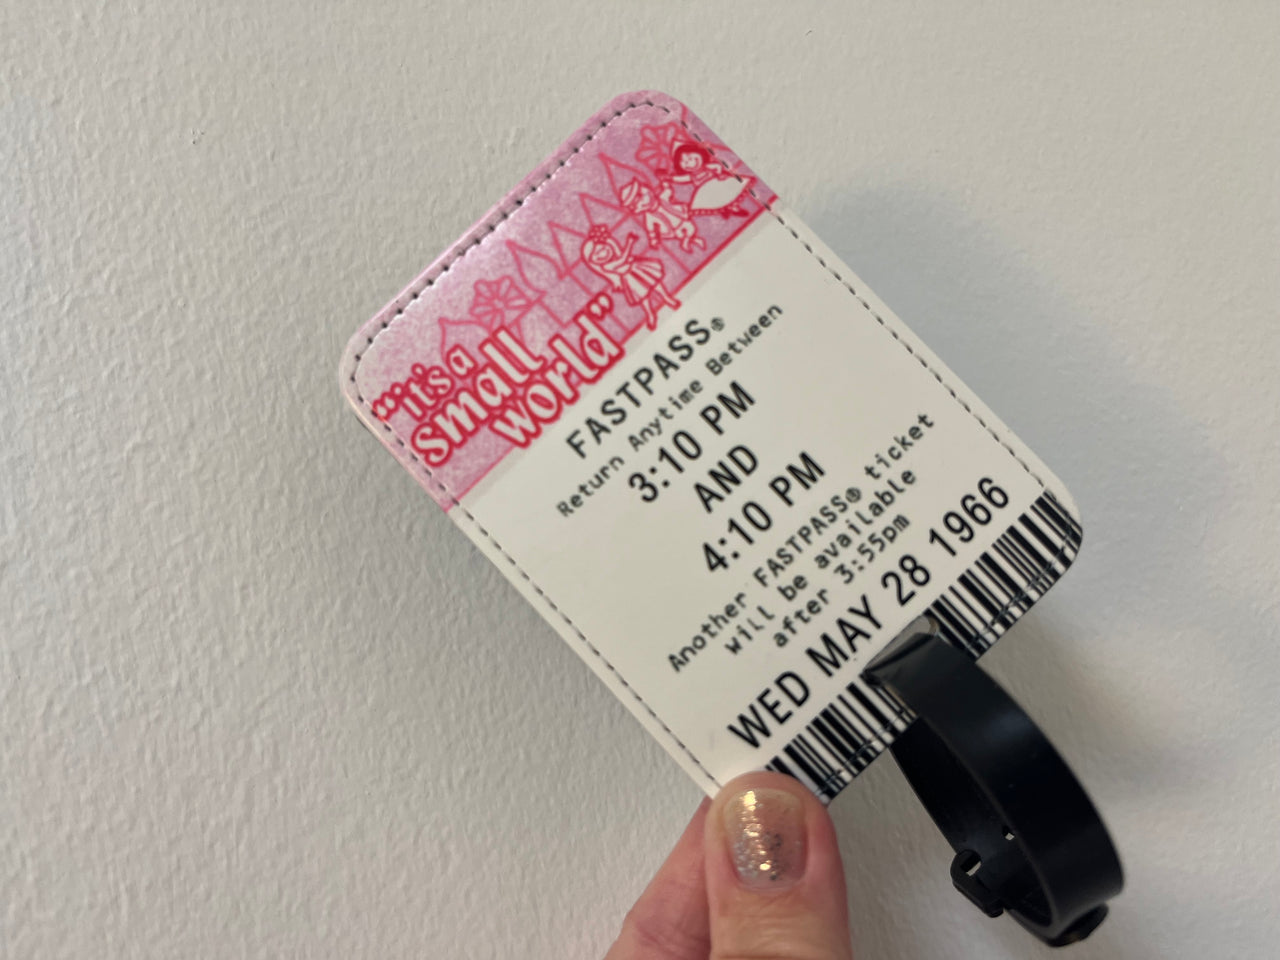 "it's a
small
world"
FASTPASS®
Return Anytime Between
3:10 PM
AND
4:10 PM
Another FASTPASS® ticket
will be available
after 3:55pm
WED MAY 28 1966